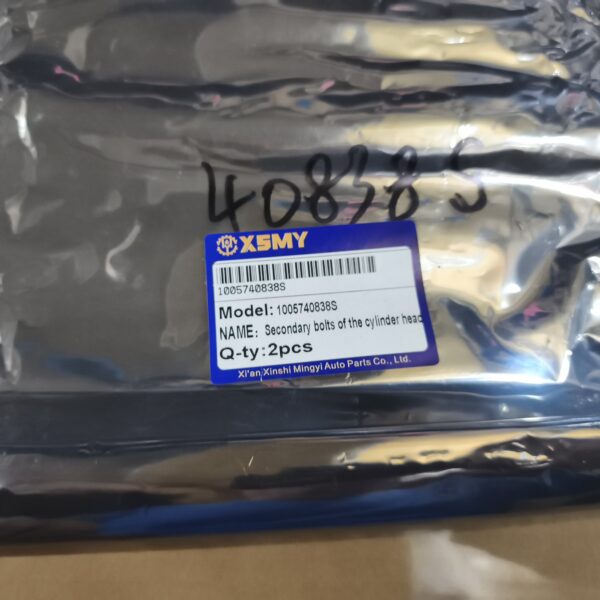 40838S
XSMY
1005740838S
Model: 1005740838S
NAME: Secondary bolts of the cylinder head
Q-ty:2pcs
Xi'an Xinshi Mingyi Auto Parts Co., Ltd.